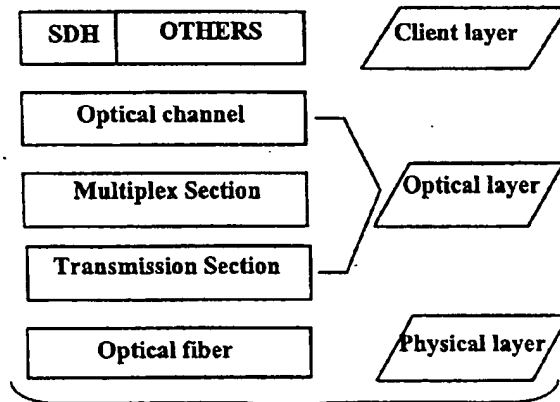 SDH OTHERS Client layer
Optical channel
Multiplex Section Optical layer
Transmission Section
Optical fiber Physical layer